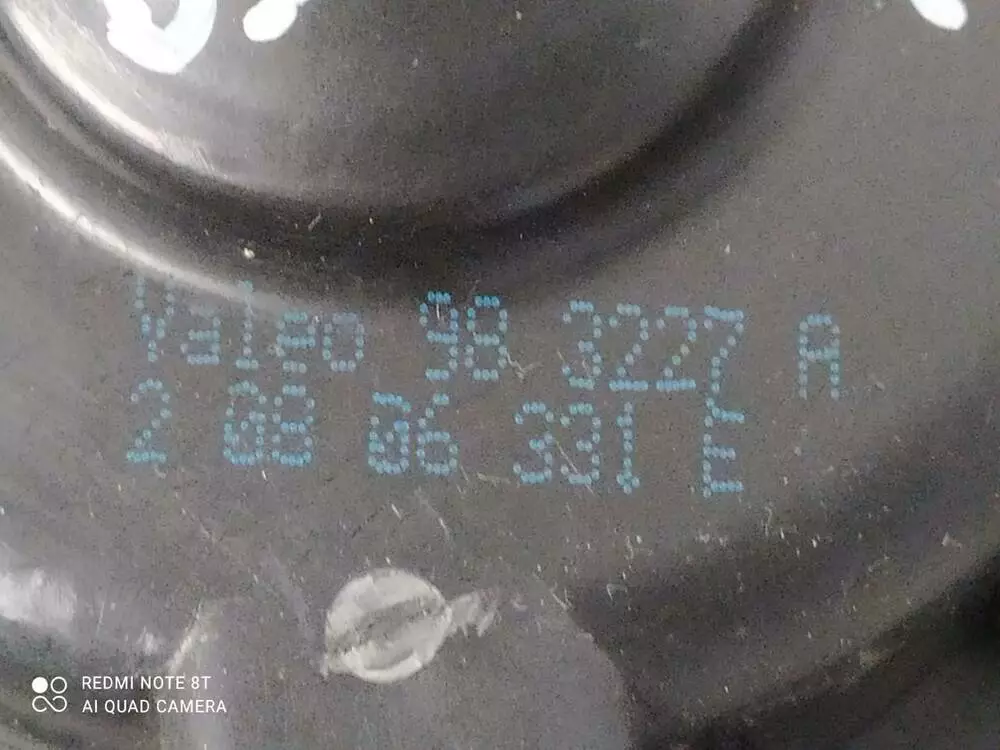 Valeo 98 3227 A
2 08 06 331 E
REDMI NOTE 8T
AI QUAD CAMERA